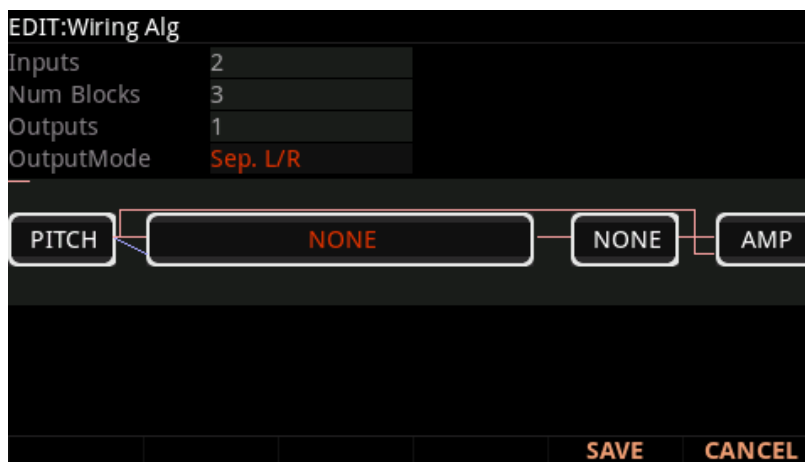 EDIT:Wiring Alg
Inputs 2
Num Blocks 3
Outputs 1
OutputMode Sep. L/R
PITCH NONE NONE AMP
SAVE CANCEL